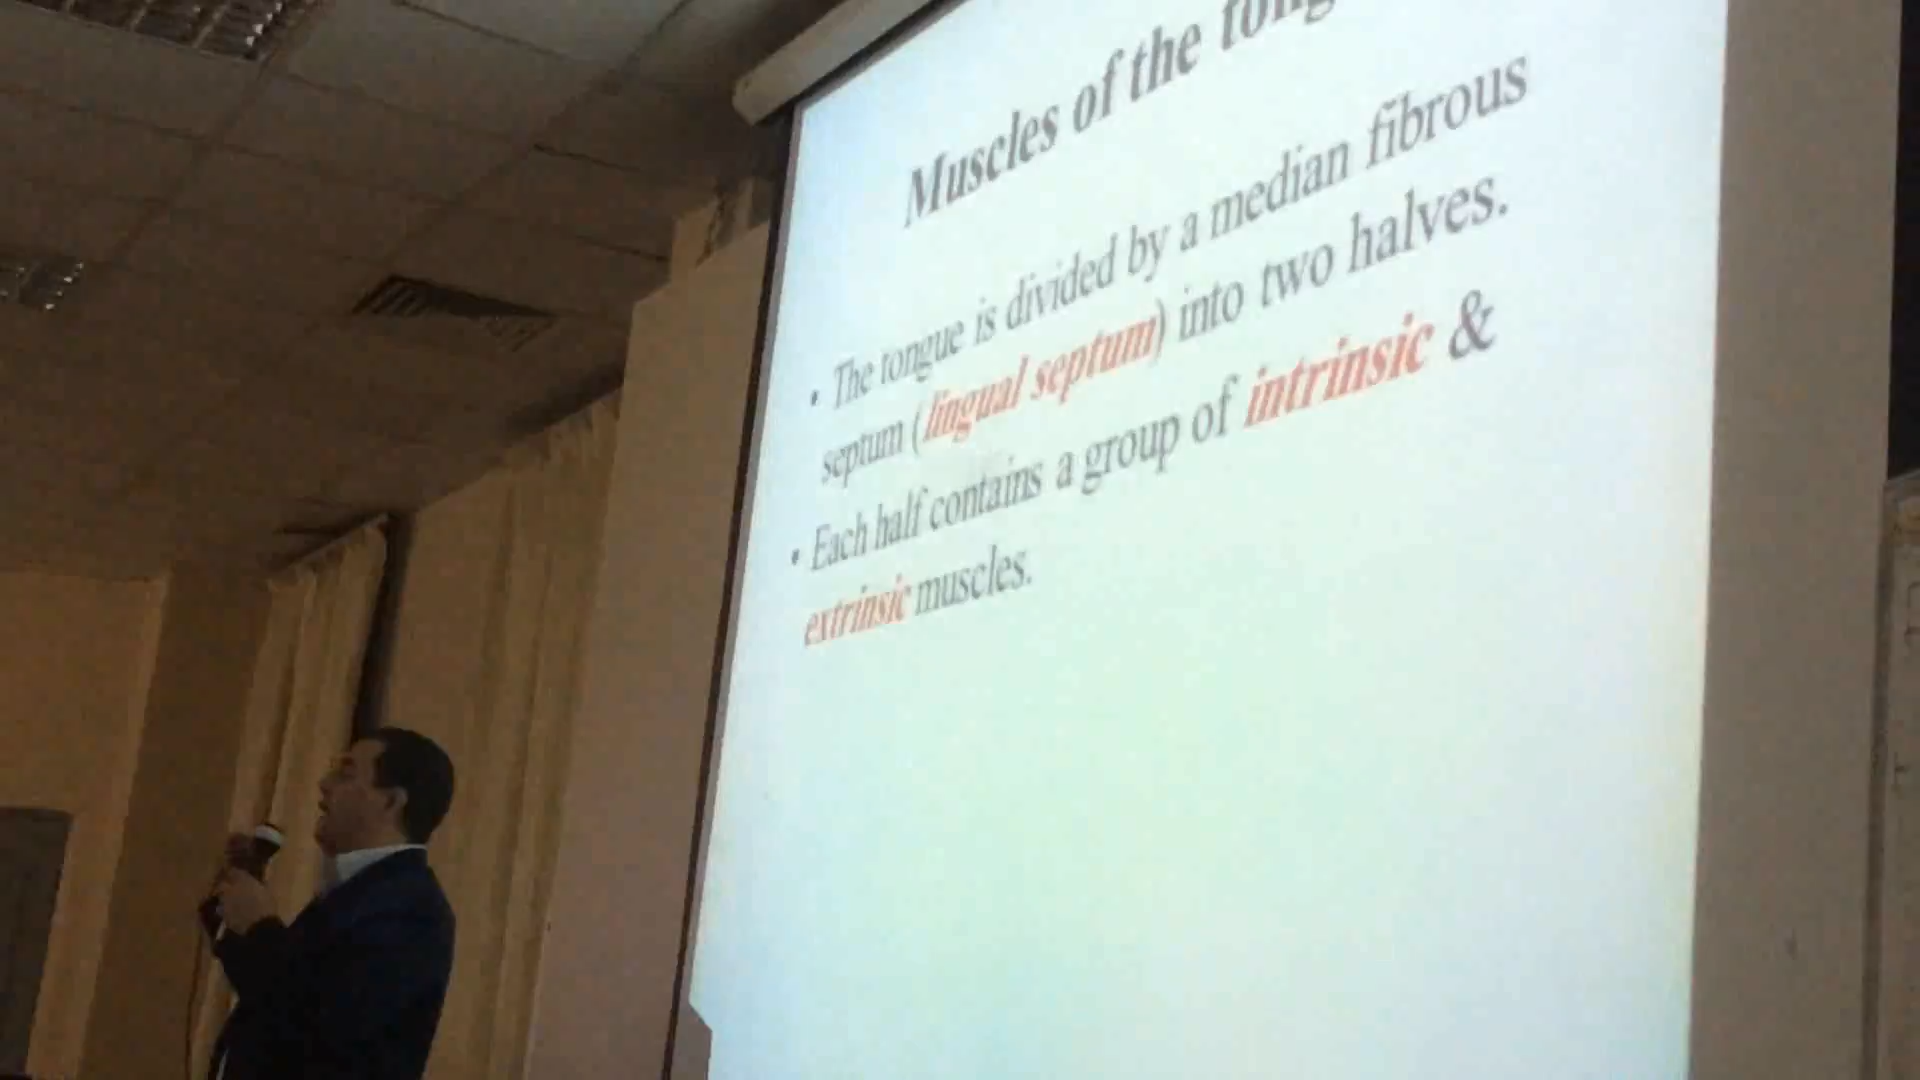 Muscles of the tong
• The tongue is divided by a median fibrous
septum (lingual septum) into two halves.
• Each half contains a group of intrinsic &
extrinsic muscles.